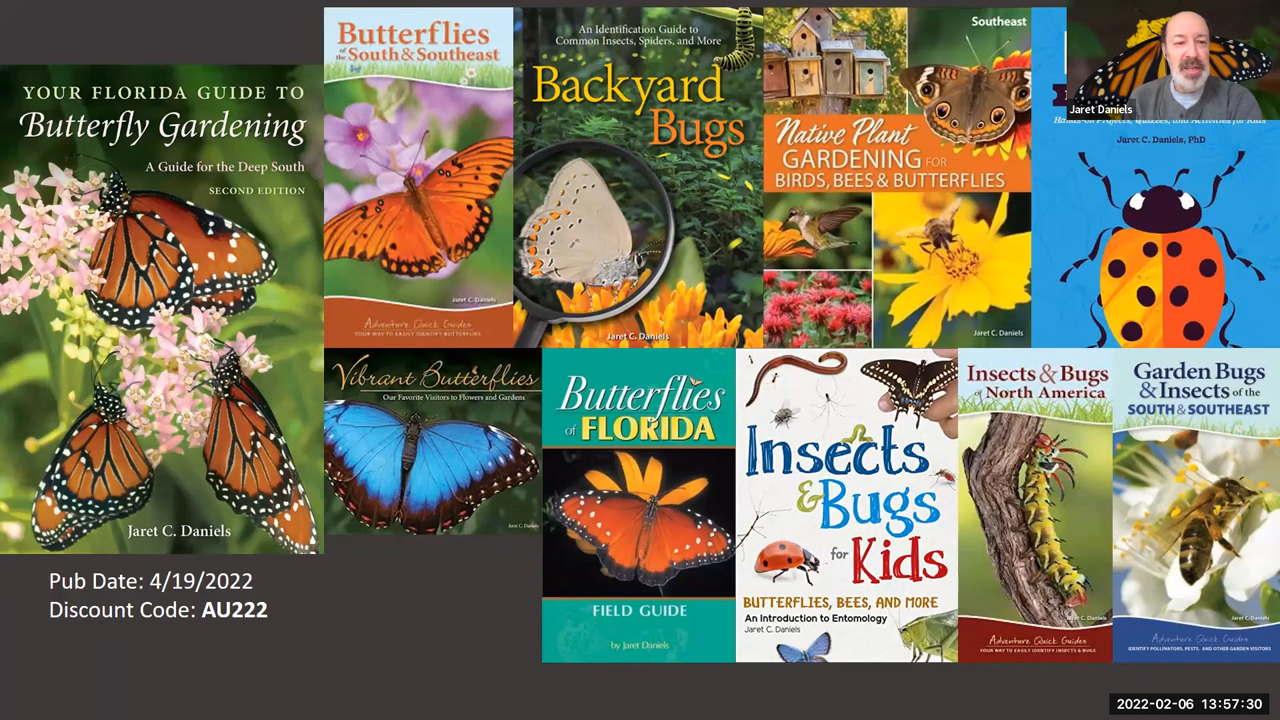 YOUR FLORIDA GUIDE TO
Butterfly Gardening
A Guide for the Deep South
SECOND EDITION
Jaret C. Daniels
Pub Date: 4/19/2022
Discount Code: AU222
Butterflies
of the South & Southeast
Jaret C. Daniels
Adventure Quick Guides
YOUR WAY TO EASILY IDENTIFY BUTTERFLIES
An Identification Guide to
Common Insects, Spiders, and More
Backyard
Bugs
Jaret C. Daniels
Southeast
Native Plant
GARDENING FOR
BIRDS, BEES & BUTTERFLIES
Jaret C. Daniels
Jaret Daniels
Hands-on Projects, Quizzes, and Activities for Kids
Jaret C. Daniels, PhD
Vibrant Butterflies
Our Favorite Visitors to Flowers and Gardens
Jaret C. Daniels
Butterflies
of FLORIDA
FIELD GUIDE
by Jaret Daniels
Insects
& Bugs
for Kids
BUTTERFLIES, BEES, AND MORE
An Introduction to Entomology
Jaret C. Daniels
Insects & Bugs
of North America
Jaret C. Daniels
Adventure Quick Guides
YOUR WAY TO EASILY IDENTIFY INSECTS & BUGS
Garden Bugs
& Insects of the
SOUTH & SOUTHEAST
Jaret C. Daniels
Adventure Quick Guides
IDENTIFY POLLINATORS, PESTS, AND OTHER GARDEN VISITORS
2022-02-06 13:57:30